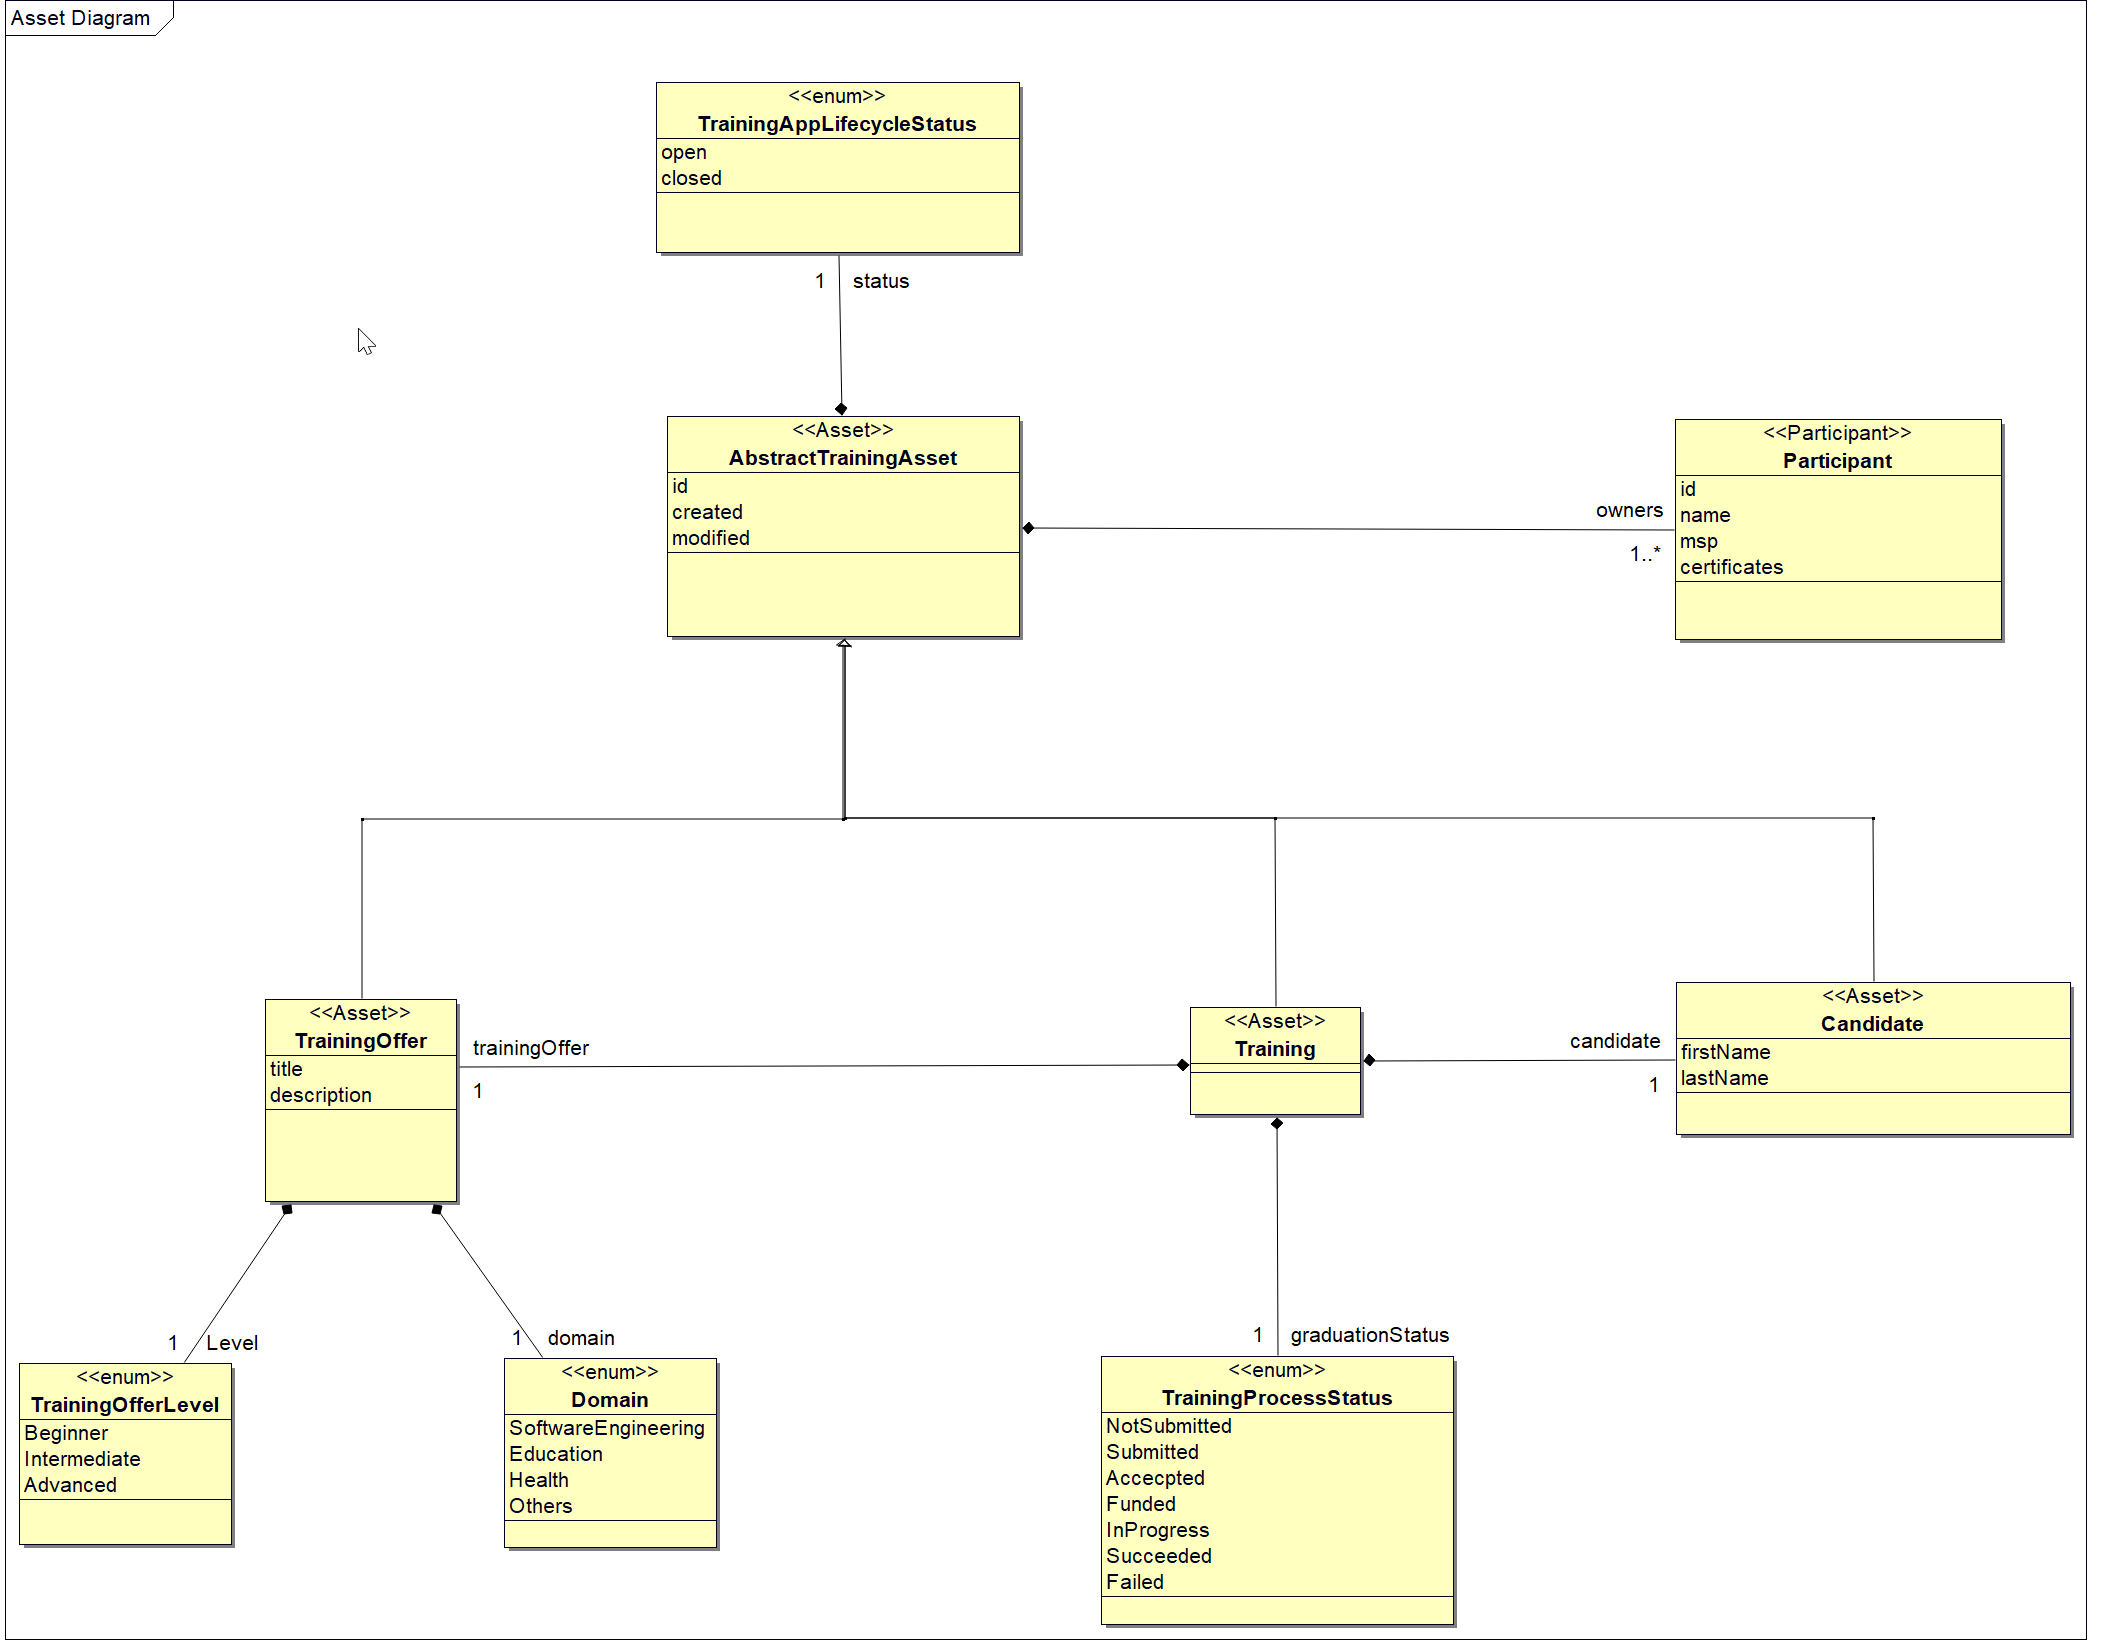 Asset Diagram
<<enum>>
TrainingAppLifecycleStatus
open
closed
1 status
<<Asset>>
AbstractTrainingAsset
id
created
modified
owners
1..*
<<Participant>>
Participant
id
name
msp
certificates
<<Asset>>
TrainingOffer
title
description
trainingOffer
1
<<Asset>>
Training
candidate
1
<<Asset>>
Candidate
firstName
lastName
1 Level
1 domain
1 graduationStatus
<<enum>>
TrainingOfferLevel
Beginner
Intermediate
Advanced
<<enum>>
Domain
SoftwareEngineering
Education
Health
Others
<<enum>>
TrainingProcessStatus
NotSubmitted
Submitted
Accecpted
Funded
InProgress
Succeeded
Failed